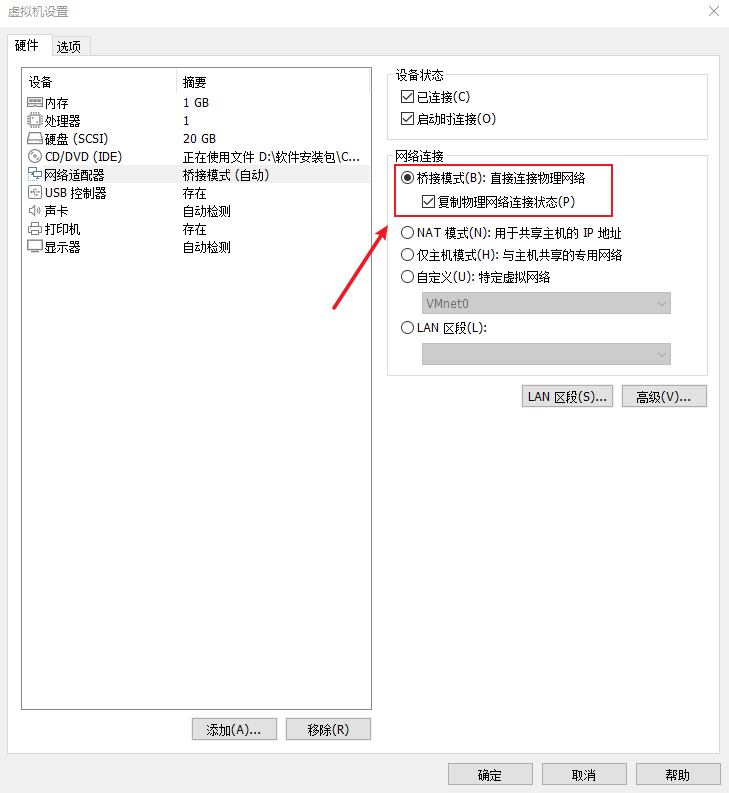 虚拟机设置
硬件 选项
设备 摘要
内存 1 GB
处理器 1
硬盘 (SCSI) 20 GB
CD/DVD (IDE) 正在使用文件 D:\软件安装包\C...
网络适配器 桥接模式 (自动)
USB 控制器 存在
声卡 自动检测
打印机 存在
显示器 自动检测
添加(A)... 移除(R)
设备状态
已连接(C)
启动时连接(O)
网络连接
桥接模式(B): 直接连接物理网络
复制物理网络连接状态(P)
NAT 模式(N): 用于共享主机的 IP 地址
仅主机模式(H): 与主机共享的专用网络
自定义(U): 特定虚拟网络
VMnet0
LAN 区段(L):
LAN 区段(S)... 高级(V)...
确定 取消 帮助